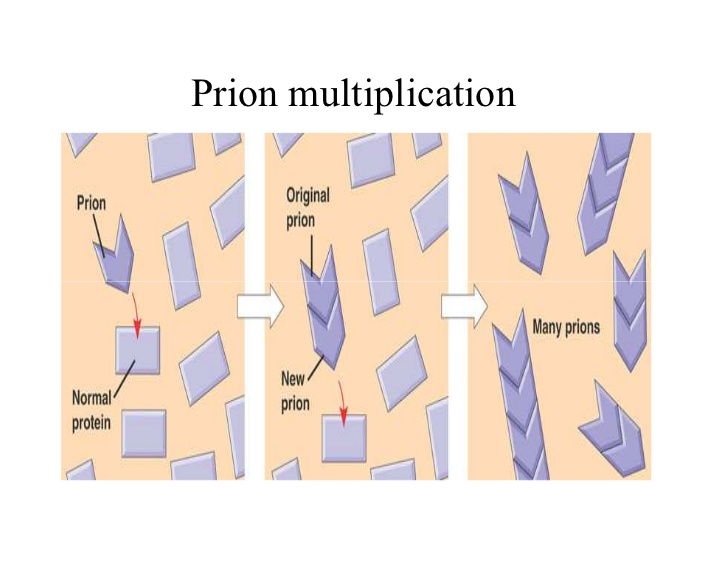 Prion multiplication
Prion
Normal
protein
Original
prion
New
prion
Many prions